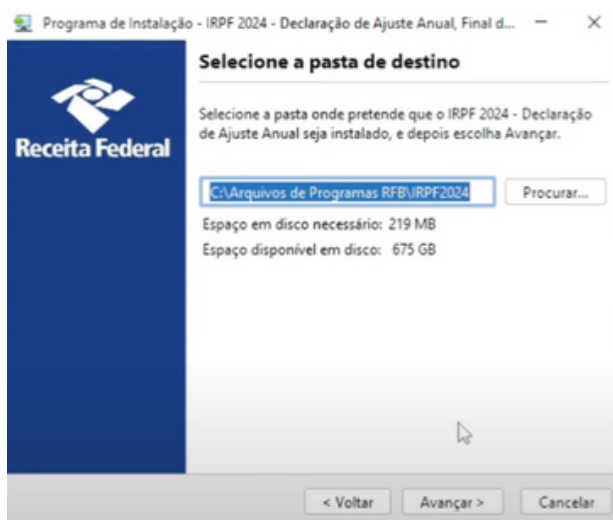 Programa de Instalação - IRPF 2024 - Declaração de Ajuste Anual, Final d...
Receita Federal
Selecione a pasta de destino
Selecione a pasta onde pretende que o IRPF 2024 - Declaração
de Ajuste Anual seja instalado, e depois escolha Avançar.
C:\Arquivos de Programas RFB\IRPF2024
Procurar...
Espaço em disco necessário: 219 MB
Espaço disponível em disco: 675 GB
< Voltar
Avançar >
Cancelar